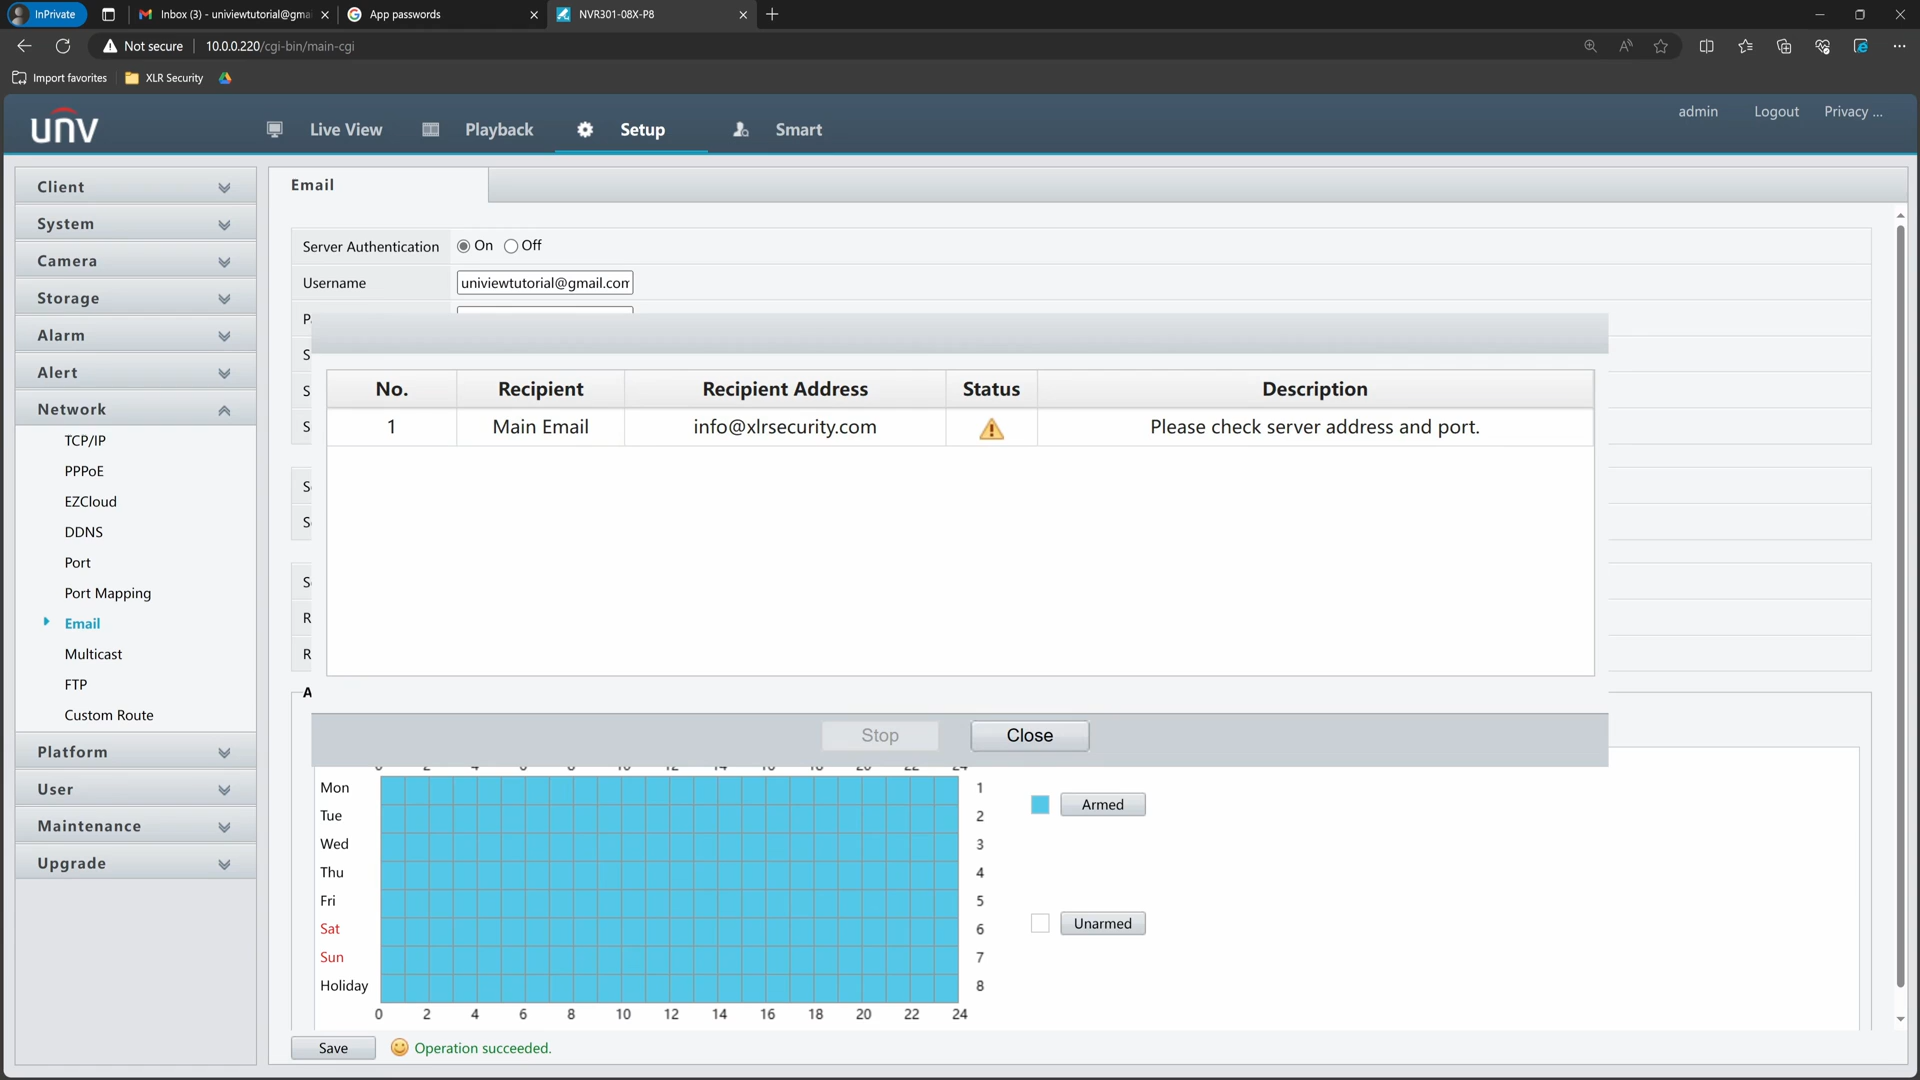 InPrivate
Inbox (3) - univiewtutorial@gmai
App passwords
NVR301-08X-P8
Not secure
10.0.0.220/cgi-bin/main-cgi
Import favorites
XLR Security
unv
Live View
Playback
Setup
Smart
admin
Logout
Privacy ...
Client
System
Camera
Storage
Alarm
Alert
Network
TCP/IP
PPPoE
EZCloud
DDNS
Port
Port Mapping
Email
Multicast
FTP
Custom Route
Platform
User
Maintenance
Upgrade
Email
Server Authentication On Off
Username univiewtutorial@gmail.com
P
S
S
S
No. Recipient Recipient Address Status Description
1 Main Email info@xlrsecurity.com Please check server address and port.
S
S
S
R
R
A
Stop Close
Mon 1
Tue 2
Wed 3
Thu 4
Fri 5
Sat 6
Sun 7
Holiday 8
0 2 4 6 8 10 12 14 16 18 20 22 24
Armed
Unarmed
Save Operation succeeded.